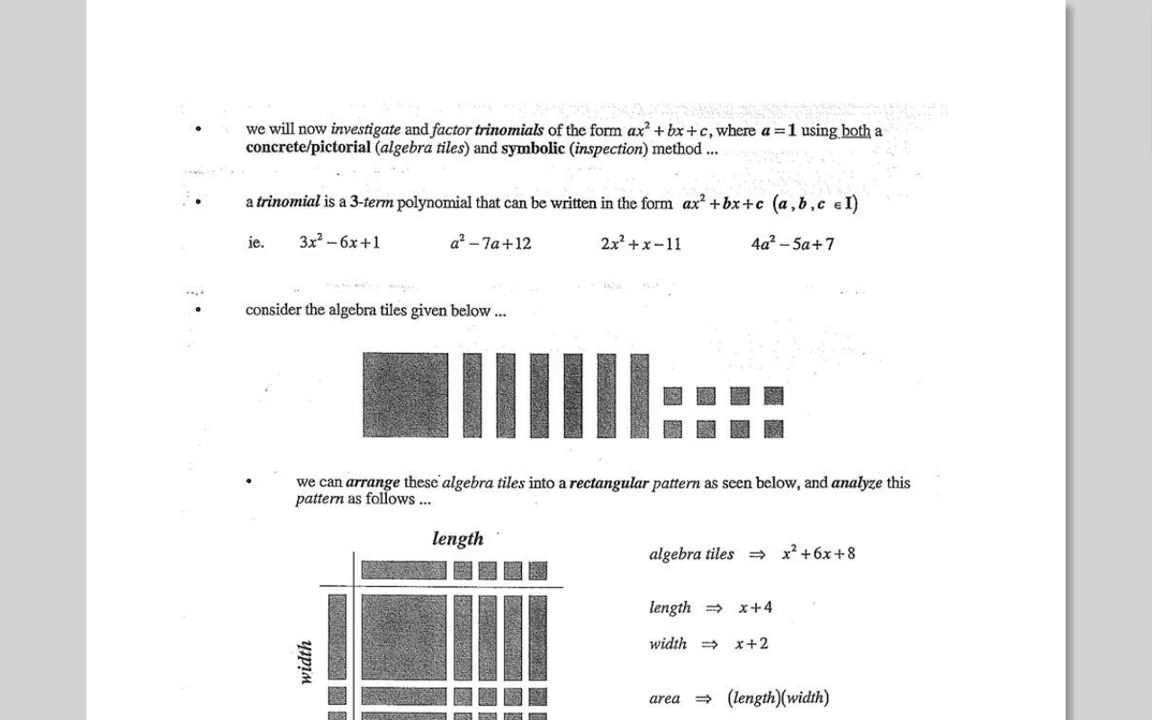 • we will now investigate and factor trinomials of the form ax² + bx + c, where a = 1 using both a
concrete/pictorial (algebra tiles) and symbolic (inspection) method ...
• a trinomial is a 3-term polynomial that can be written in the form ax² + bx + c (a, b, c ∈ I)
ie. 3x² − 6x + 1 a² − 7a + 12 2x² + x − 11 4a² − 5a + 7
• consider the algebra tiles given below ...
• we can arrange these algebra tiles into a rectangular pattern as seen below, and analyze this
pattern as follows ...
length
algebra tiles ⇒ x² + 6x + 8
length ⇒ x + 4
width ⇒ x + 2
width
area ⇒ (length)(width)